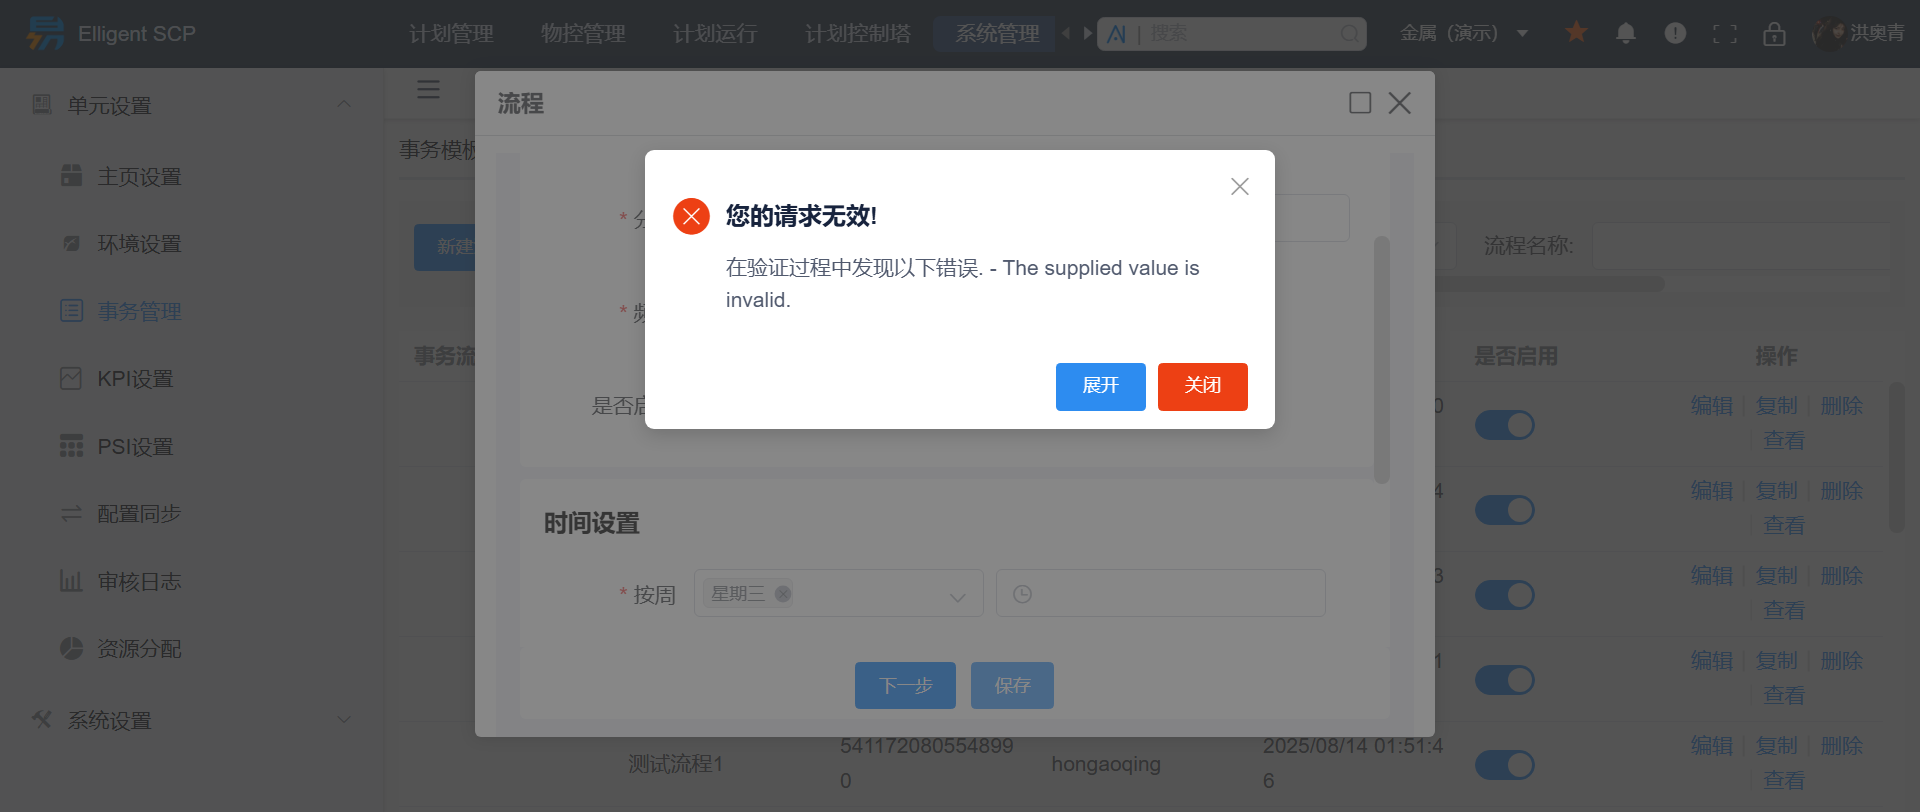 Elligent SCP
计划管理
物控管理
计划运行
计划控制塔
系统管理
AI | 搜索
金属（演示）
洪奥青
单元设置
主页设置
环境设置
事务管理
KPI设置
PSI设置
配置同步
审核日志
资源分配
系统设置
事务模板
新建
流程名称:
事务流
是否启用
操作
流程
* 分
* 频
是否启
您的请求无效!
在验证过程中发现以下错误. - The supplied value is
invalid.
展开
关闭
时间设置
* 按周
星期三
下一步
保存
0
编辑 复制 删除
查看
4
编辑 复制 删除
查看
3
编辑 复制 删除
查看
1
编辑 复制 删除
查看
测试流程1
541172080554899
0
hongaoqing
2025/08/14 01:51:4
6
编辑 复制 删除
查看